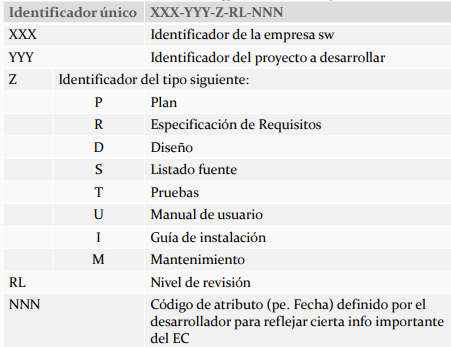 Identificador único XXX-YYY-Z-RL-NNN
XXX Identificador de la empresa sw
YYY Identificador del proyecto a desarrollar
Z Identificador del tipo siguiente:
P Plan
R Especificación de Requisitos
D Diseño
S Listado fuente
T Pruebas
U Manual de usuario
I Guía de instalación
M Mantenimiento
RL Nivel de revisión
NNN Código de atributo (pe. Fecha) definido por el
desarrollador para reflejar cierta info importante
del EC